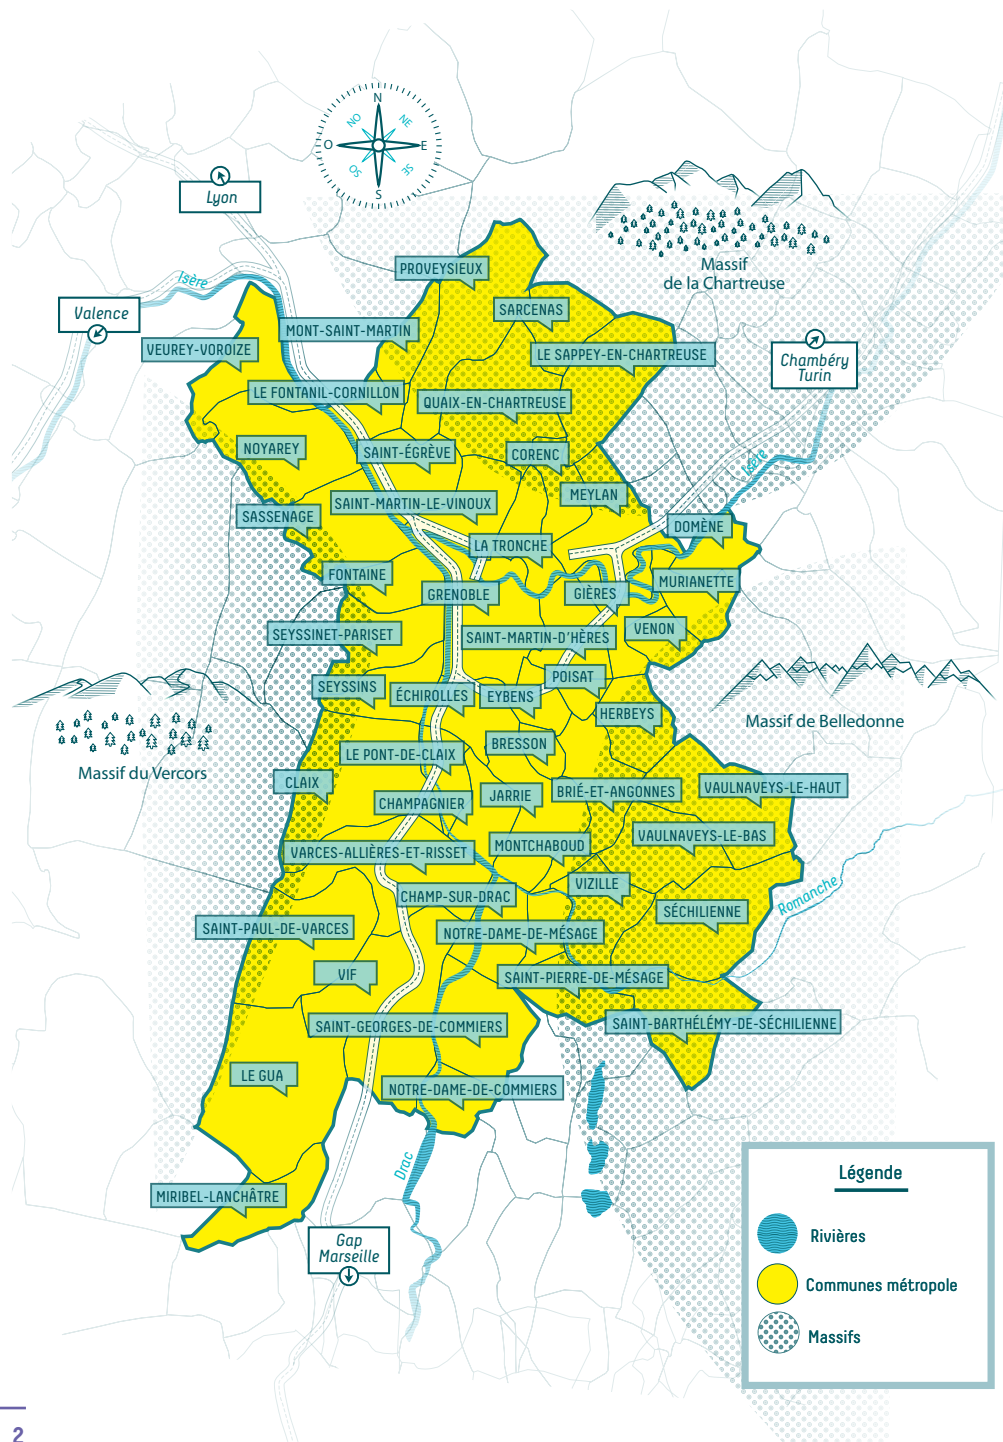 N
NO
NE
O
E
SO
SE
S
Lyon
Massif
de la Chartreuse
Isère
Valence
PROVEYSIEUX
SARCENAS
MONT-SAINT-MARTIN
VEUREY-VOROIZE
LE SAPPEY-EN-CHARTREUSE
Chambéry
Turin
LE FONTANIL-CORNILLON
QUAIX-EN-CHARTREUSE
NOYAREY
SAINT-ÉGRÈVE
CORENC
Isère
SAINT-MARTIN-LE-VINOUX
MEYLAN
SASSENAGE
DOMÈNE
LA TRONCHE
FONTAINE
GRENOBLE
GIÈRES
MURIANETTE
SEYSSINET-PARISET
SAINT-MARTIN-D'HÈRES
VENON
SEYSSINS
ÉCHIROLLES
EYBENS
POISAT
HERBEYS
Massif de Belledonne
LE PONT-DE-CLAIX
BRESSON
Massif du Vercors
CLAIX
CHAMPAGNIER
JARRIE
BRIÉ-ET-ANGONNES
VAULNAVEYS-LE-HAUT
VARCES-ALLIÈRES-ET-RISSET
MONTCHABOUD
VAULNAVEYS-LE-BAS
CHAMP-SUR-DRAC
VIZILLE
Romanche
SÉCHILIENNE
SAINT-PAUL-DE-VARCES
NOTRE-DAME-DE-MÉSAGE
VIF
SAINT-PIERRE-DE-MÉSAGE
SAINT-GEORGES-DE-COMMIERS
SAINT-BARTHÉLÉMY-DE-SÉCHILIENNE
LE GUA
NOTRE-DAME-DE-COMMIERS
Drac
MIRIBEL-LANCHÂTRE
Gap
Marseille
Légende
Rivières
Communes métropole
Massifs
2